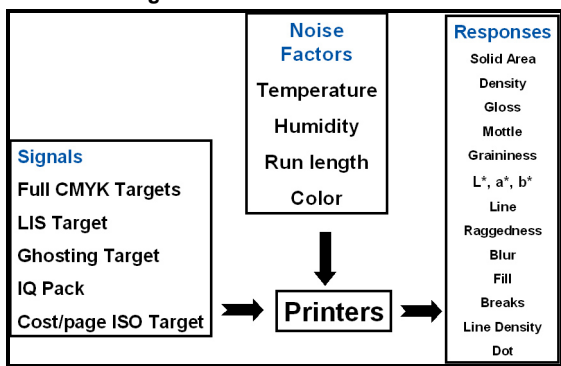 Noise
Factors
Temperature
Humidity
Run length
Color
Signals
Full CMYK Targets
LIS Target
Ghosting Target
IQ Pack
Cost/page ISO Target
Printers
Responses
Solid Area
Density
Gloss
Mottle
Graininess
L*, a*, b*
Line
Raggedness
Blur
Fill
Breaks
Line Density
Dot